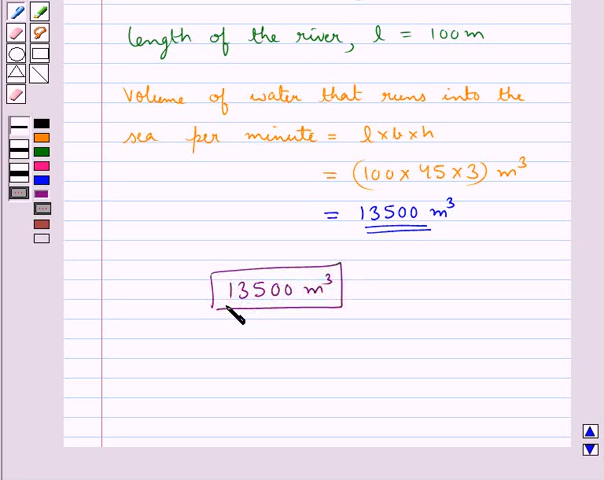 length of the river, l = 100m
Volume of water that runs into the
sea per minute = l×b×h
= (100×45×3) m³
= 13500 m³
13500 m³